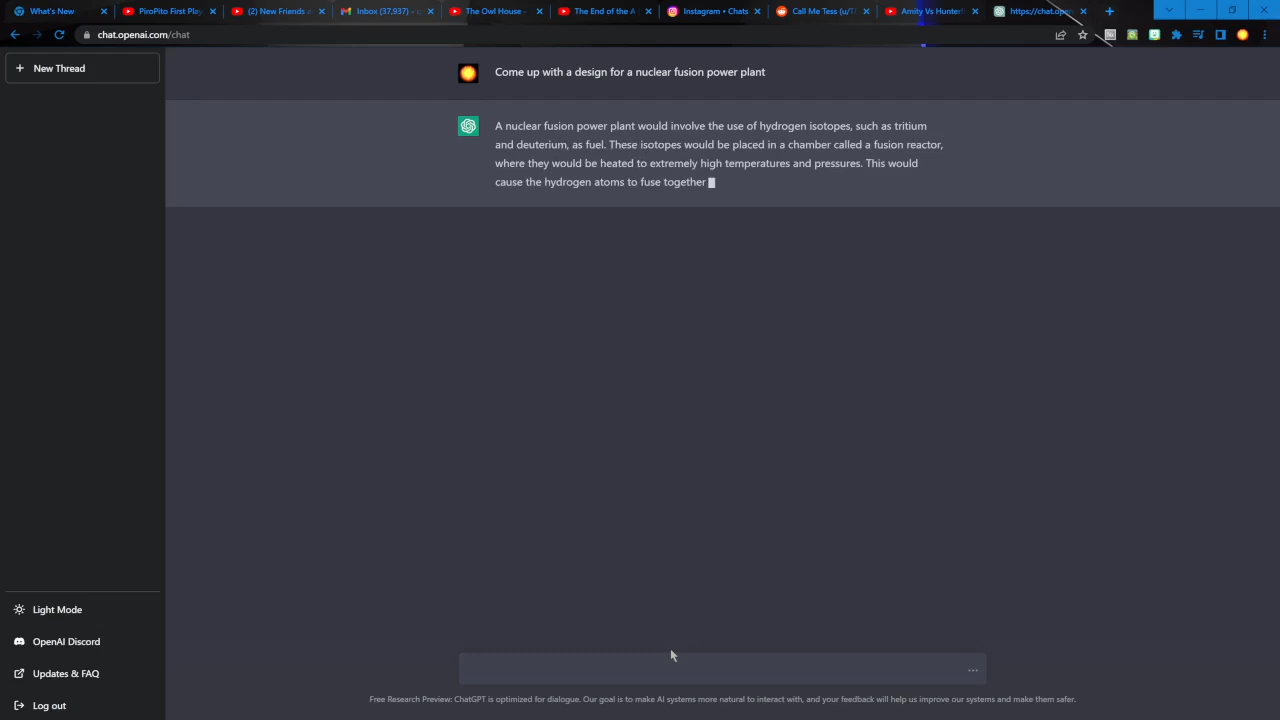 What's New
PiroPito First Play
(2) New Friends a
Inbox (37,937) -
The Owl House -
The End of the A
Instagram • Chats
Call Me Tess (u/T
Amity Vs Hunter!
https://chat.open
chat.openai.com/chat
New Thread
Come up with a design for a nuclear fusion power plant
A nuclear fusion power plant would involve the use of hydrogen isotopes, such as tritium
and deuterium, as fuel. These isotopes would be placed in a chamber called a fusion reactor,
where they would be heated to extremely high temperatures and pressures. This would
cause the hydrogen atoms to fuse together
Light Mode
OpenAI Discord
Updates & FAQ
Log out
Free Research Preview: ChatGPT is optimized for dialogue. Our goal is to make AI systems more natural to interact with, and your feedback will help us improve our systems and make them safer.